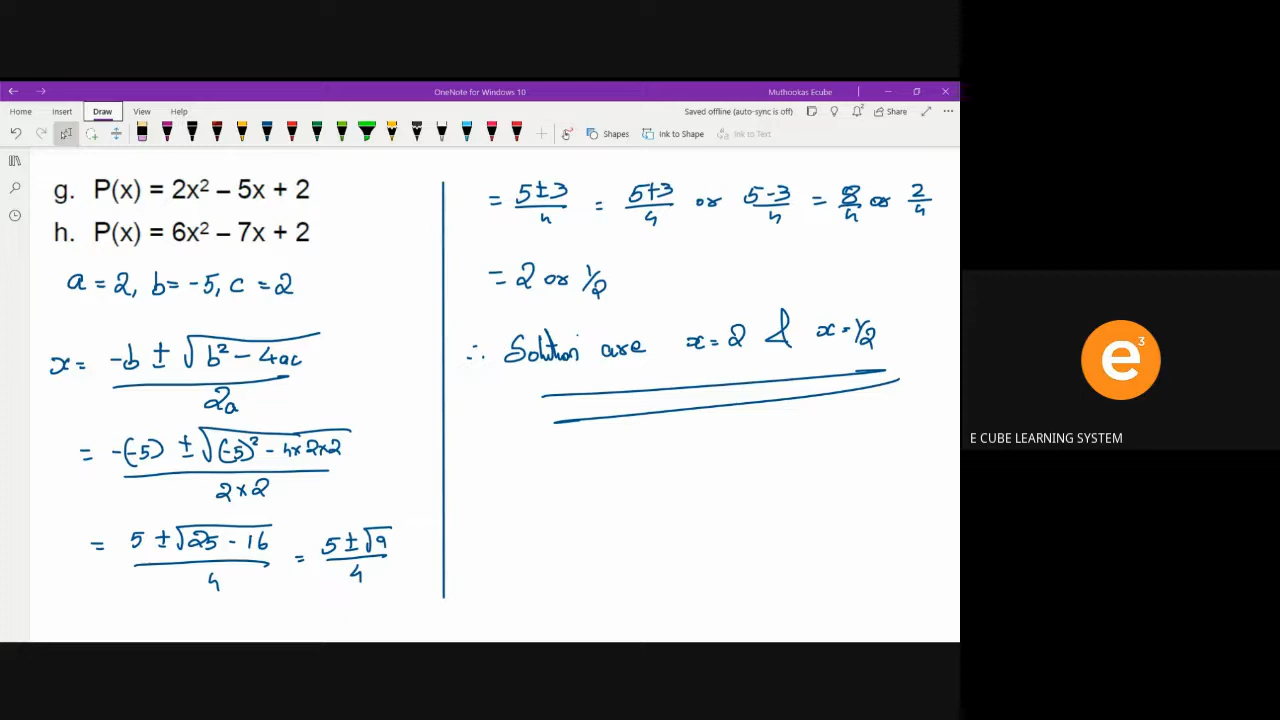 OneNote for Windows 10
Muthookas Ecube
Home Insert Draw View Help
Saved offline (auto-sync is off)
Share
Shapes Ink to Shape Ink to Text
g. P(x) = 2x² – 5x + 2
h. P(x) = 6x² – 7x + 2
a = 2, b = -5, c = 2
x = (-b ± √(b² - 4ac)) / 2a
= (-(-5) ± √((-5)² - 4×2×2)) / (2×2)
= (5 ± √(25 - 16)) / 4 = (5 ± √9) / 4
= (5±3)/4 = (5+3)/4 or (5-3)/4 = 8/4 or 2/4
= 2 or 1/2
∴ Solution are x = 2 & x = 1/2
e³
E CUBE LEARNING SYSTEM